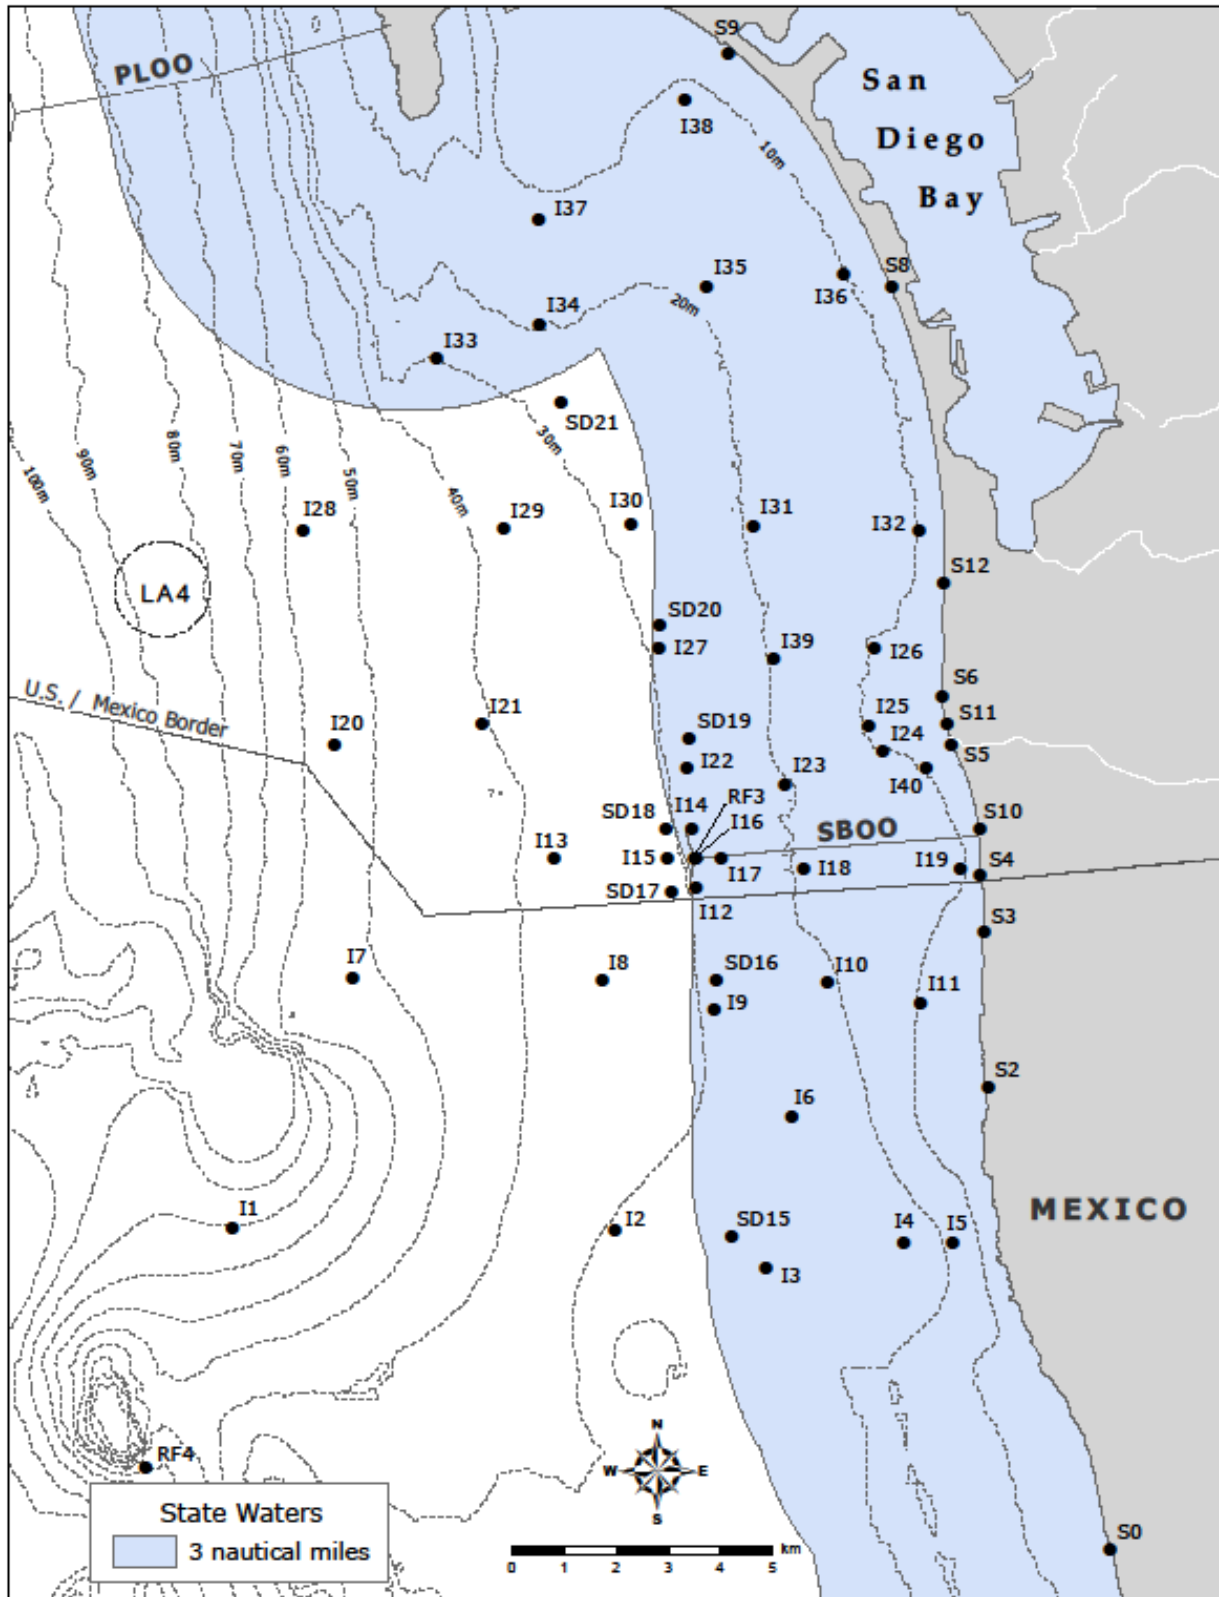 S9
PLOO
San
Diego
Bay
I38
10m
I37
I35
S8
I36
20m
I34
I33
SD21
30m
100m
90m
80m
70m
60m
50m
40m
I28
I29
I30
I31
I32
S12
LA4
SD20
I27
I39
I26
S6
U.S. / Mexico Border
I20
I21
SD19
I25
S11
I24
S5
I22
I23
I40
SD18
I14
RF3
I16
SBOO
S10
I13
I15
I17
I18
I19
S4
SD17
I12
S3
I7
I8
SD16
I10
I11
I9
S2
I6
MEXICO
I1
I2
SD15
I4
I5
I3
RF4
N
W
E
S
State Waters
3 nautical miles
km
0 1 2 3 4 5
S0